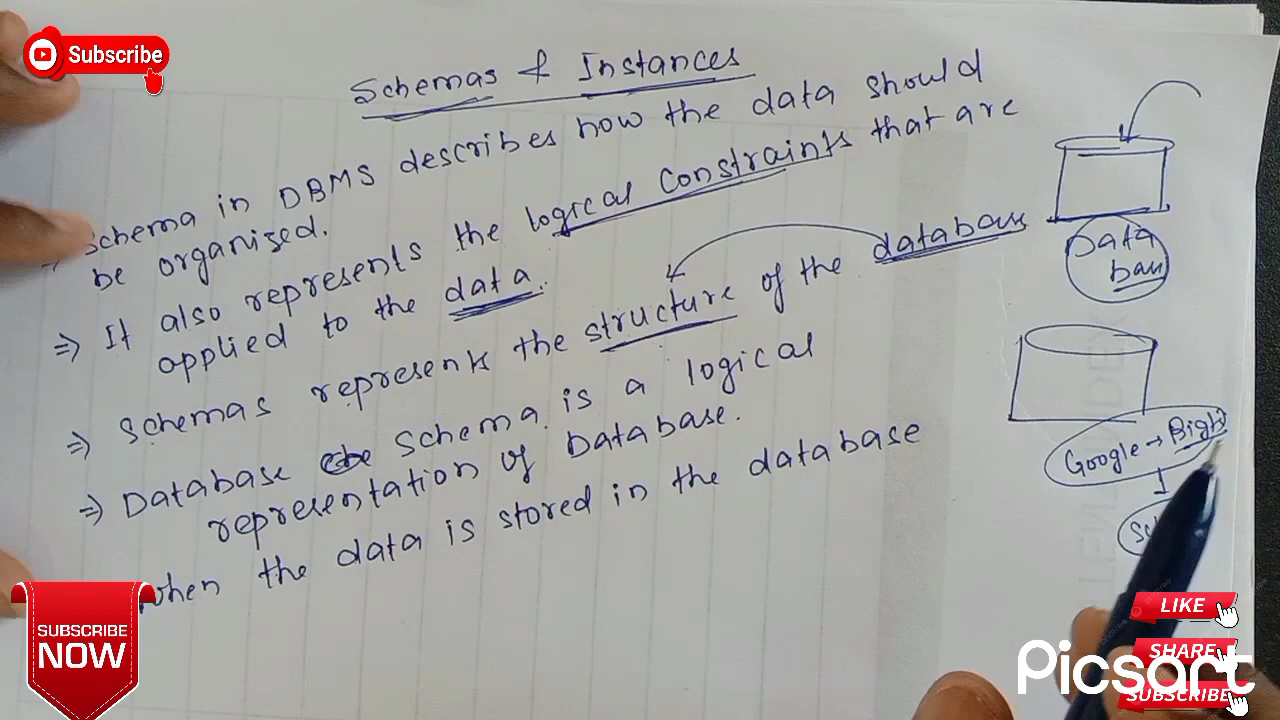 Subscribe
Schemas & Instances
⇒ Schema in DBMS describes how the data should
be organised.
⇒ It also represents the logical constraints that are
applied to the data.
⇒ Schemas represents the structure of the database
⇒ Database Schema is a logical
representation of Database.
when the data is stored in the database
Data
base
Google →
SUBSCRIBE
NOW
LIKE
SHARE
SUBSCRIBE
Picsart